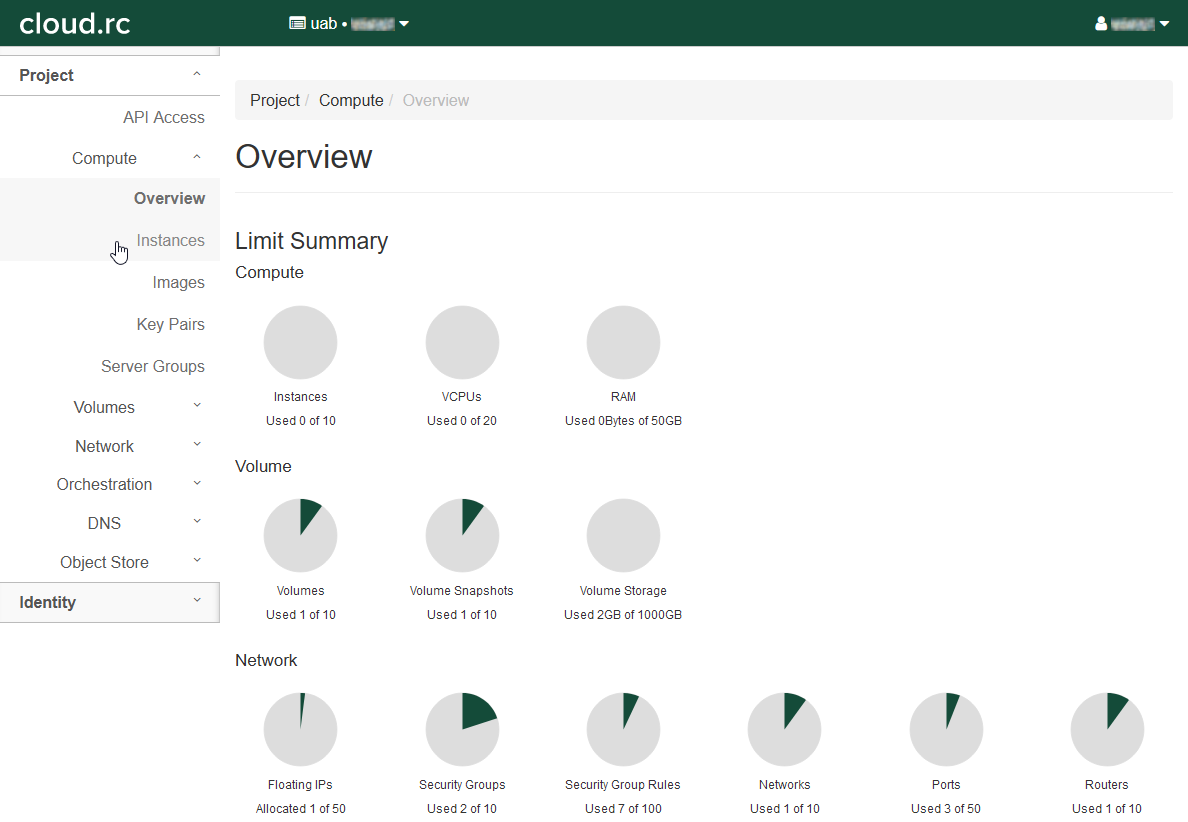 cloud.rc
uab •
Project
API Access
Compute
Overview
Instances
Images
Key Pairs
Server Groups
Volumes
Network
Orchestration
DNS
Object Store
Identity
Project / Compute / Overview
Overview
Limit Summary
Compute
Instances VCPUs RAM
Used 0 of 10 Used 0 of 20 Used 0Bytes of 50GB
Volume
Volumes Volume Snapshots Volume Storage
Used 1 of 10 Used 1 of 10 Used 2GB of 1000GB
Network
Floating IPs Security Groups Security Group Rules Networks Ports Routers
Allocated 1 of 50 Used 2 of 10 Used 7 of 100 Used 1 of 10 Used 3 of 50 Used 1 of 10